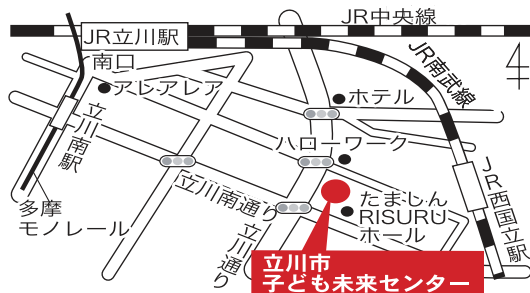 JR中央線
JR立川駅
南口
JR南武線
アレアレア
ホテル
立川南駅
ハローワーク
JR西国立駅
立川南通り
たましん
RISURU
ホール
多摩
モノレール
立川通り
立川市
子ども未来センター